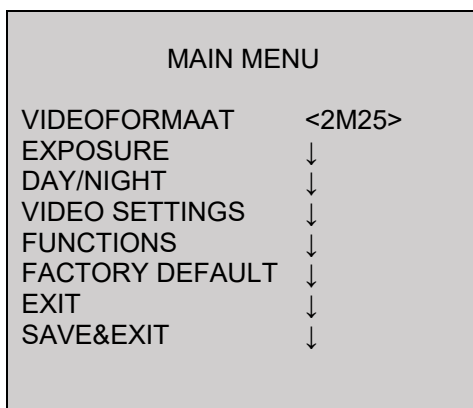 MAIN MENU
VIDEOFORMAAT <2M25>
EXPOSURE ↓
DAY/NIGHT ↓
VIDEO SETTINGS ↓
FUNCTIONS ↓
FACTORY DEFAULT ↓
EXIT ↓
SAVE&EXIT ↓